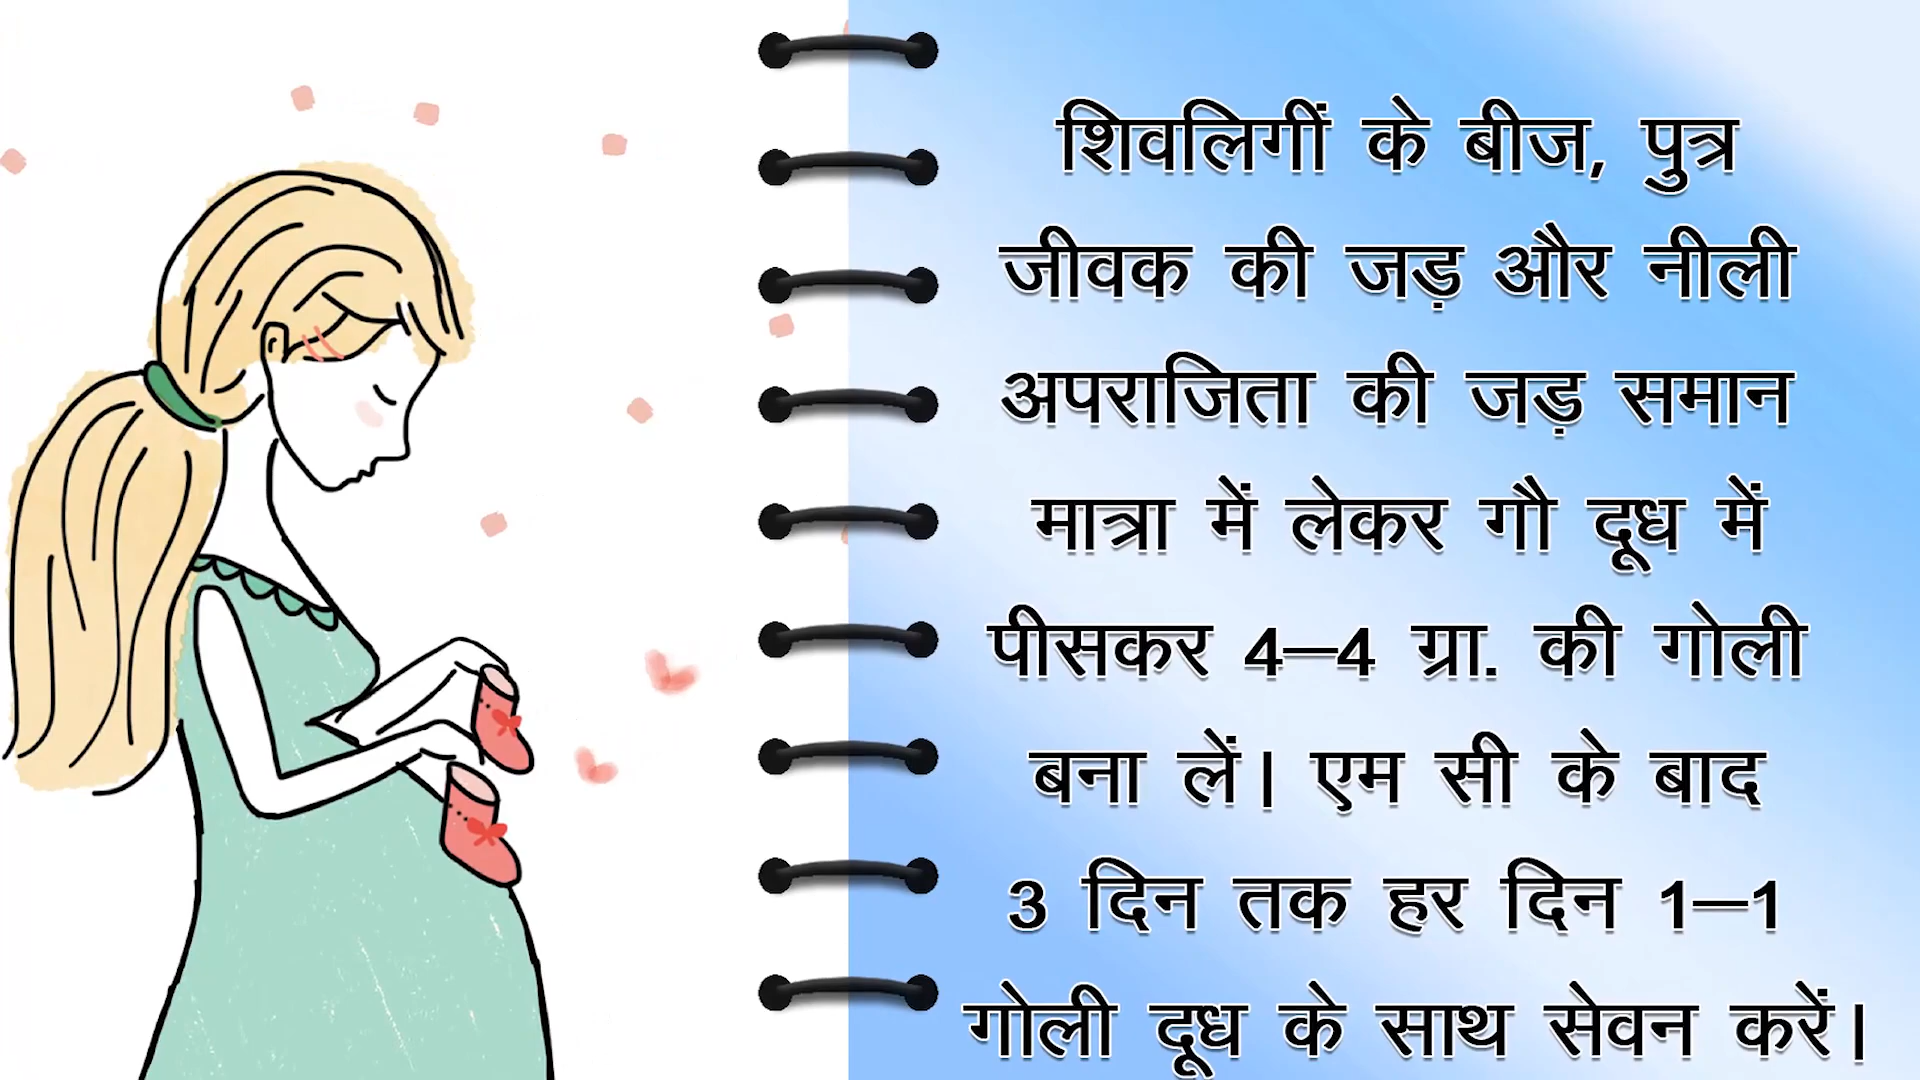 शिवलिगीं के बीज, पुत्र
जीवक की जड़ और नीली
अपराजिता की जड़ समान
मात्रा में लेकर गौ दूध में
पीसकर 4–4 ग्रा. की गोली
बना लें। एम सी के बाद
3 दिन तक हर दिन 1–1
गोली दूध के साथ सेवन करें।